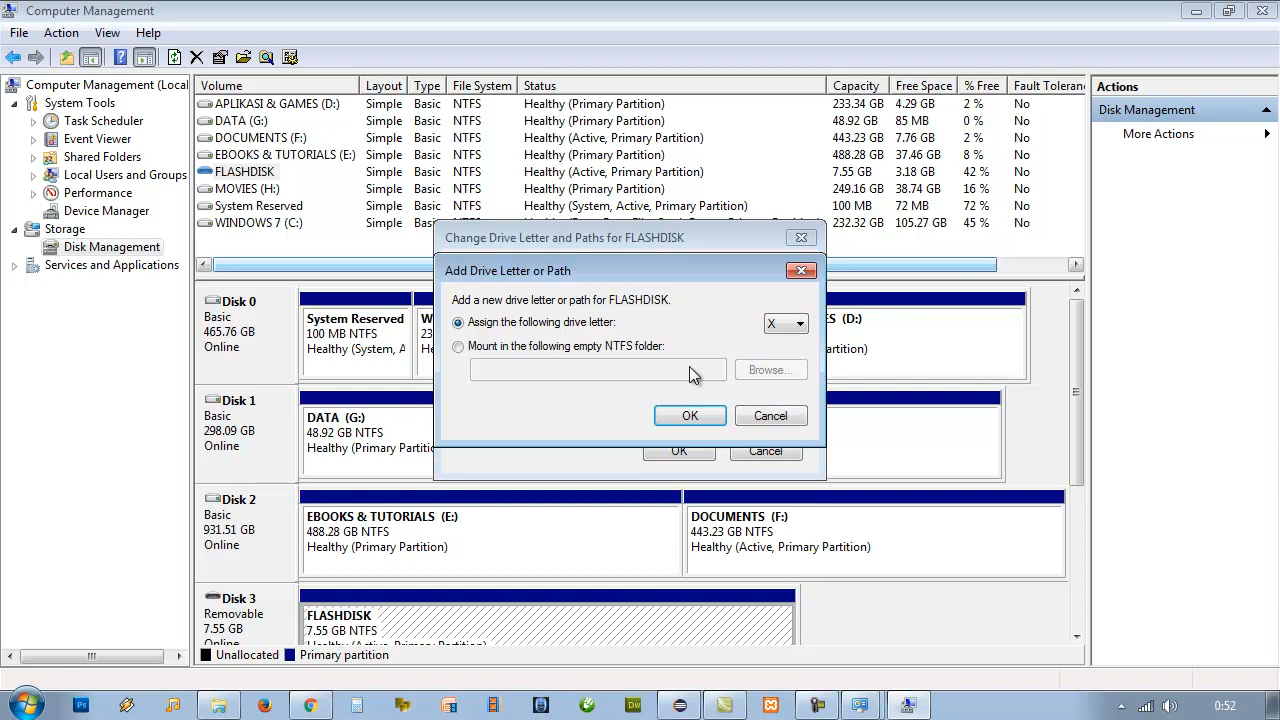 Computer Management
File Action View Help
Computer Management (Local
System Tools
Task Scheduler
Event Viewer
Shared Folders
Local Users and Groups
Performance
Device Manager
Storage
Disk Management
Services and Applications
Volume Layout Type File System Status Capacity Free Space % Free Fault Toleran
APLIKASI & GAMES (D:) Simple Basic NTFS Healthy (Primary Partition) 233.34 GB 4.29 GB 2 % No
DATA (G:) Simple Basic NTFS Healthy (Primary Partition) 48.92 GB 85 MB 0 % No
DOCUMENTS (F:) Simple Basic NTFS Healthy (Active, Primary Partition) 443.23 GB 7.76 GB 2 % No
EBOOKS & TUTORIALS (E:) Simple Basic NTFS Healthy (Primary Partition) 488.28 GB 37.46 GB 8 % No
FLASHDISK Simple Basic NTFS Healthy (Active, Primary Partition) 7.55 GB 3.18 GB 42 % No
MOVIES (H:) Simple Basic NTFS Healthy (Primary Partition) 249.16 GB 38.74 GB 16 % No
System Reserved Simple Basic NTFS Healthy (System, Active, Primary Partition) 100 MB 72 MB 72 % No
WINDOWS 7 (C:) Simple Basic NTFS 232.32 GB 105.27 GB 45 % No
Actions
Disk Management
More Actions
Change Drive Letter and Paths for FLASHDISK
Add Drive Letter or Path
Add a new drive letter or path for FLASHDISK.
Assign the following drive letter: X
Mount in the following empty NTFS folder:
Browse...
OK Cancel
OK Cancel
Disk 0
Basic
465.76 GB
Online
System Reserved
100 MB NTFS
Healthy (System, A
W
23
H
ES (D:)
Partition)
Disk 1
Basic
298.09 GB
Online
DATA (G:)
48.92 GB NTFS
Healthy (Primary Partition)
Disk 2
Basic
931.51 GB
Online
EBOOKS & TUTORIALS (E:)
488.28 GB NTFS
Healthy (Primary Partition)
DOCUMENTS (F:)
443.23 GB NTFS
Healthy (Active, Primary Partition)
Disk 3
Removable
7.55 GB
Online
FLASHDISK
7.55 GB NTFS
Healthy (Active, Primary Partition)
Unallocated Primary partition
Ps
Dw
0:52